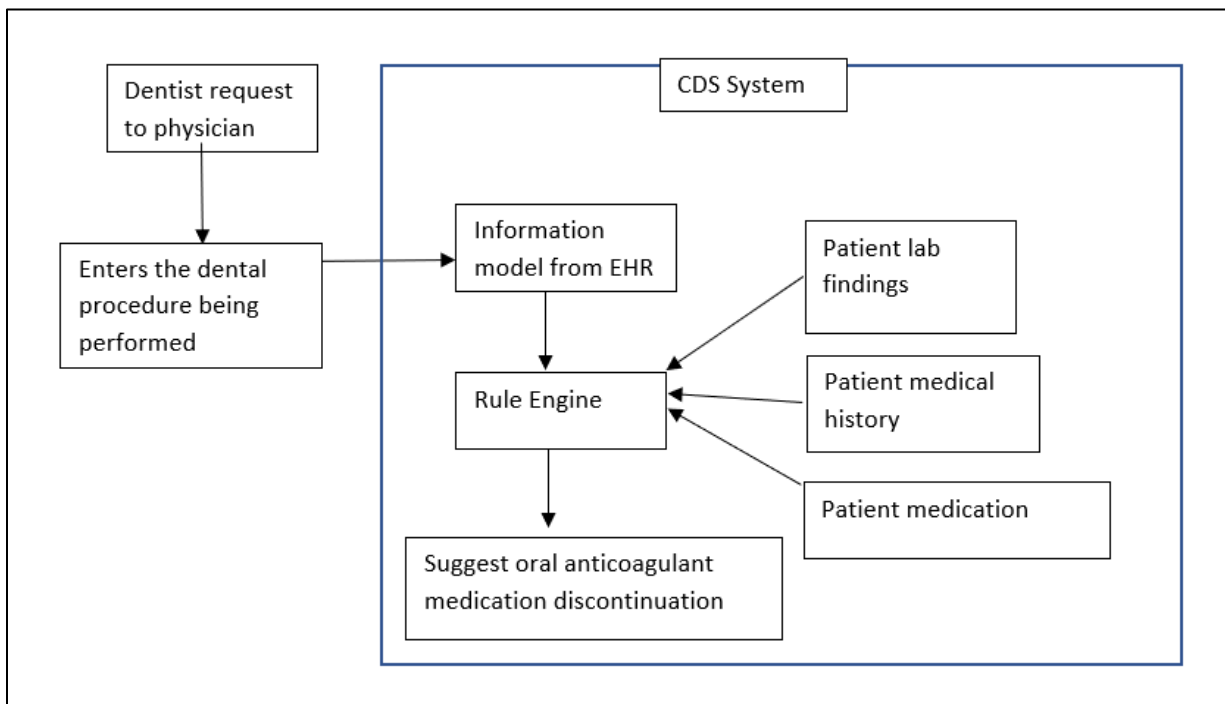 Dentist request
to physician
CDS System
Enters the dental
procedure being
performed
Information
model from EHR
Patient lab
findings
Rule Engine
Patient medical
history
Patient medication
Suggest oral anticoagulant
medication discontinuation